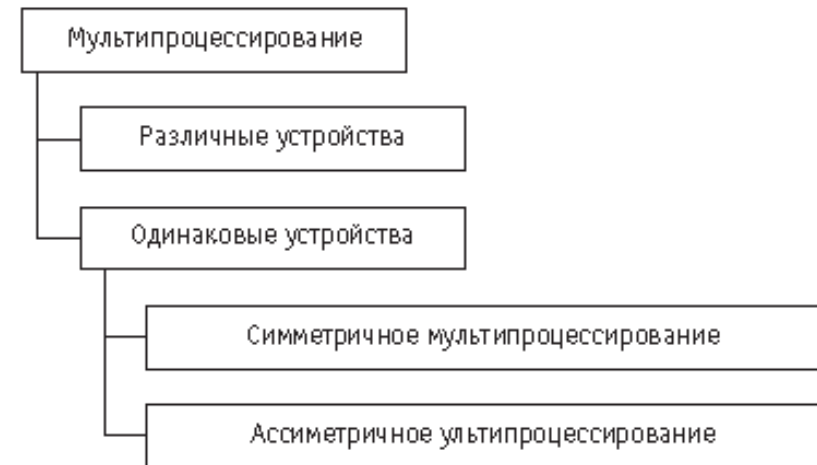 Мультипроцессирование
Различные устройства
Одинаковые устройства
Симметричное мультипроцессирование
Ассиметричное ультипроцессирование